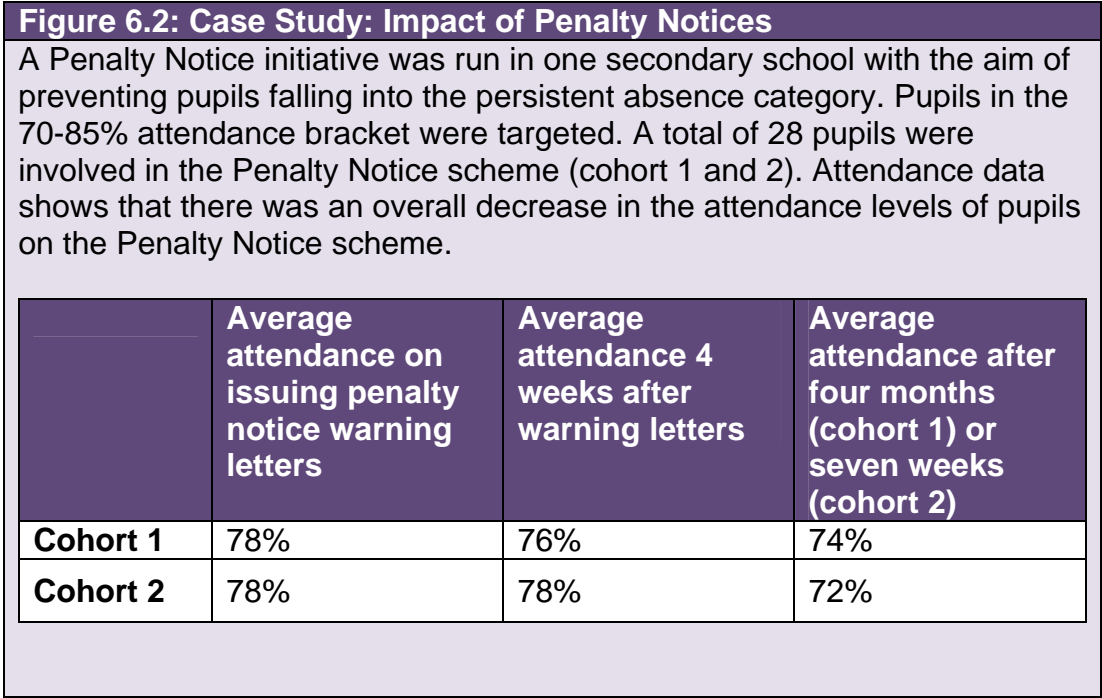 Figure 6.2: Case Study: Impact of Penalty Notices
A Penalty Notice initiative was run in one secondary school with the aim of
preventing pupils falling into the persistent absence category. Pupils in the
70-85% attendance bracket were targeted. A total of 28 pupils were
involved in the Penalty Notice scheme (cohort 1 and 2). Attendance data
shows that there was an overall decrease in the attendance levels of pupils
on the Penalty Notice scheme.
Average
attendance on
issuing penalty
notice warning
letters
Average
attendance 4
weeks after
warning letters
Average
attendance after
four months
(cohort 1) or
seven weeks
(cohort 2)
Cohort 1 78% 76% 74%
Cohort 2 78% 78% 72%